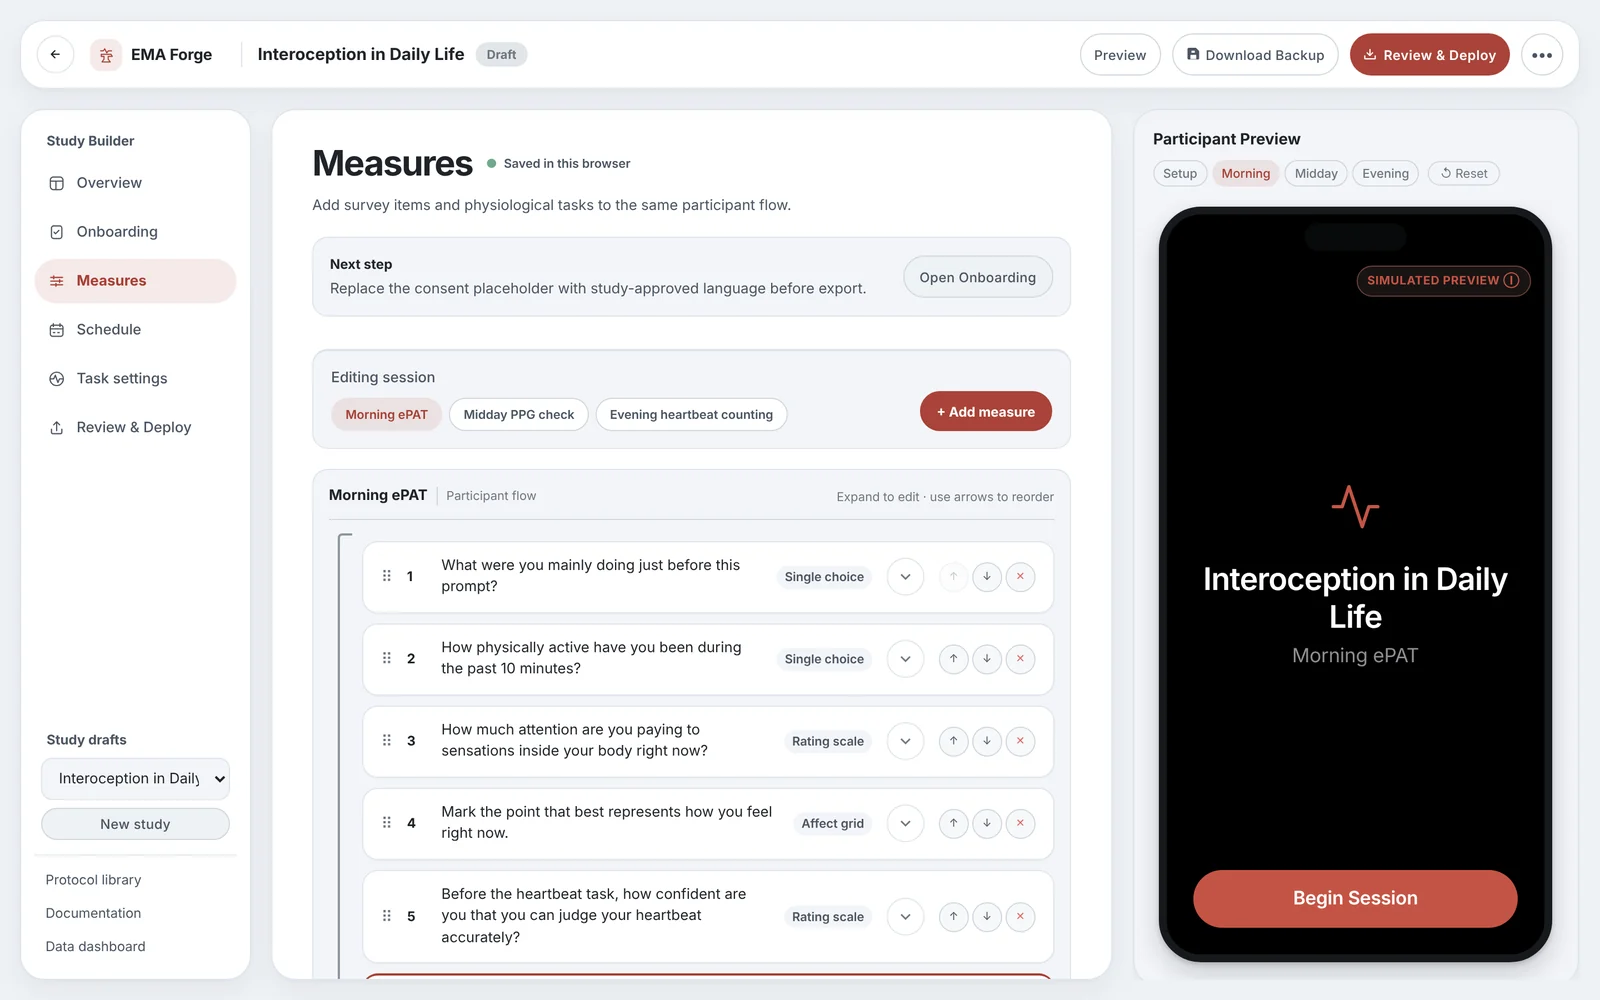 EMA Forge
Interoception in Daily Life
Draft
Preview
Download Backup
Review & Deploy
Study Builder
Overview
Onboarding
Measures
Schedule
Task settings
Review & Deploy
Study drafts
Interoception in Daily
New study
Protocol library
Documentation
Data dashboard
Measures
Saved in this browser
Add survey items and physiological tasks to the same participant flow.
Next step
Replace the consent placeholder with study-approved language before export.
Open Onboarding
Editing session
Morning ePAT
Midday PPG check
Evening heartbeat counting
+ Add measure
Morning ePAT
Participant flow
Expand to edit · use arrows to reorder
1
What were you mainly doing just before this
prompt?
Single choice
2
How physically active have you been during
the past 10 minutes?
Single choice
3
How much attention are you paying to
sensations inside your body right now?
Rating scale
4
Mark the point that best represents how you feel
right now.
Affect grid
5
Before the heartbeat task, how confident are
you that you can judge your heartbeat
accurately?
Rating scale
Participant Preview
Setup
Morning
Midday
Evening
Reset
SIMULATED PREVIEW
Interoception in Daily
Life
Morning ePAT
Begin Session